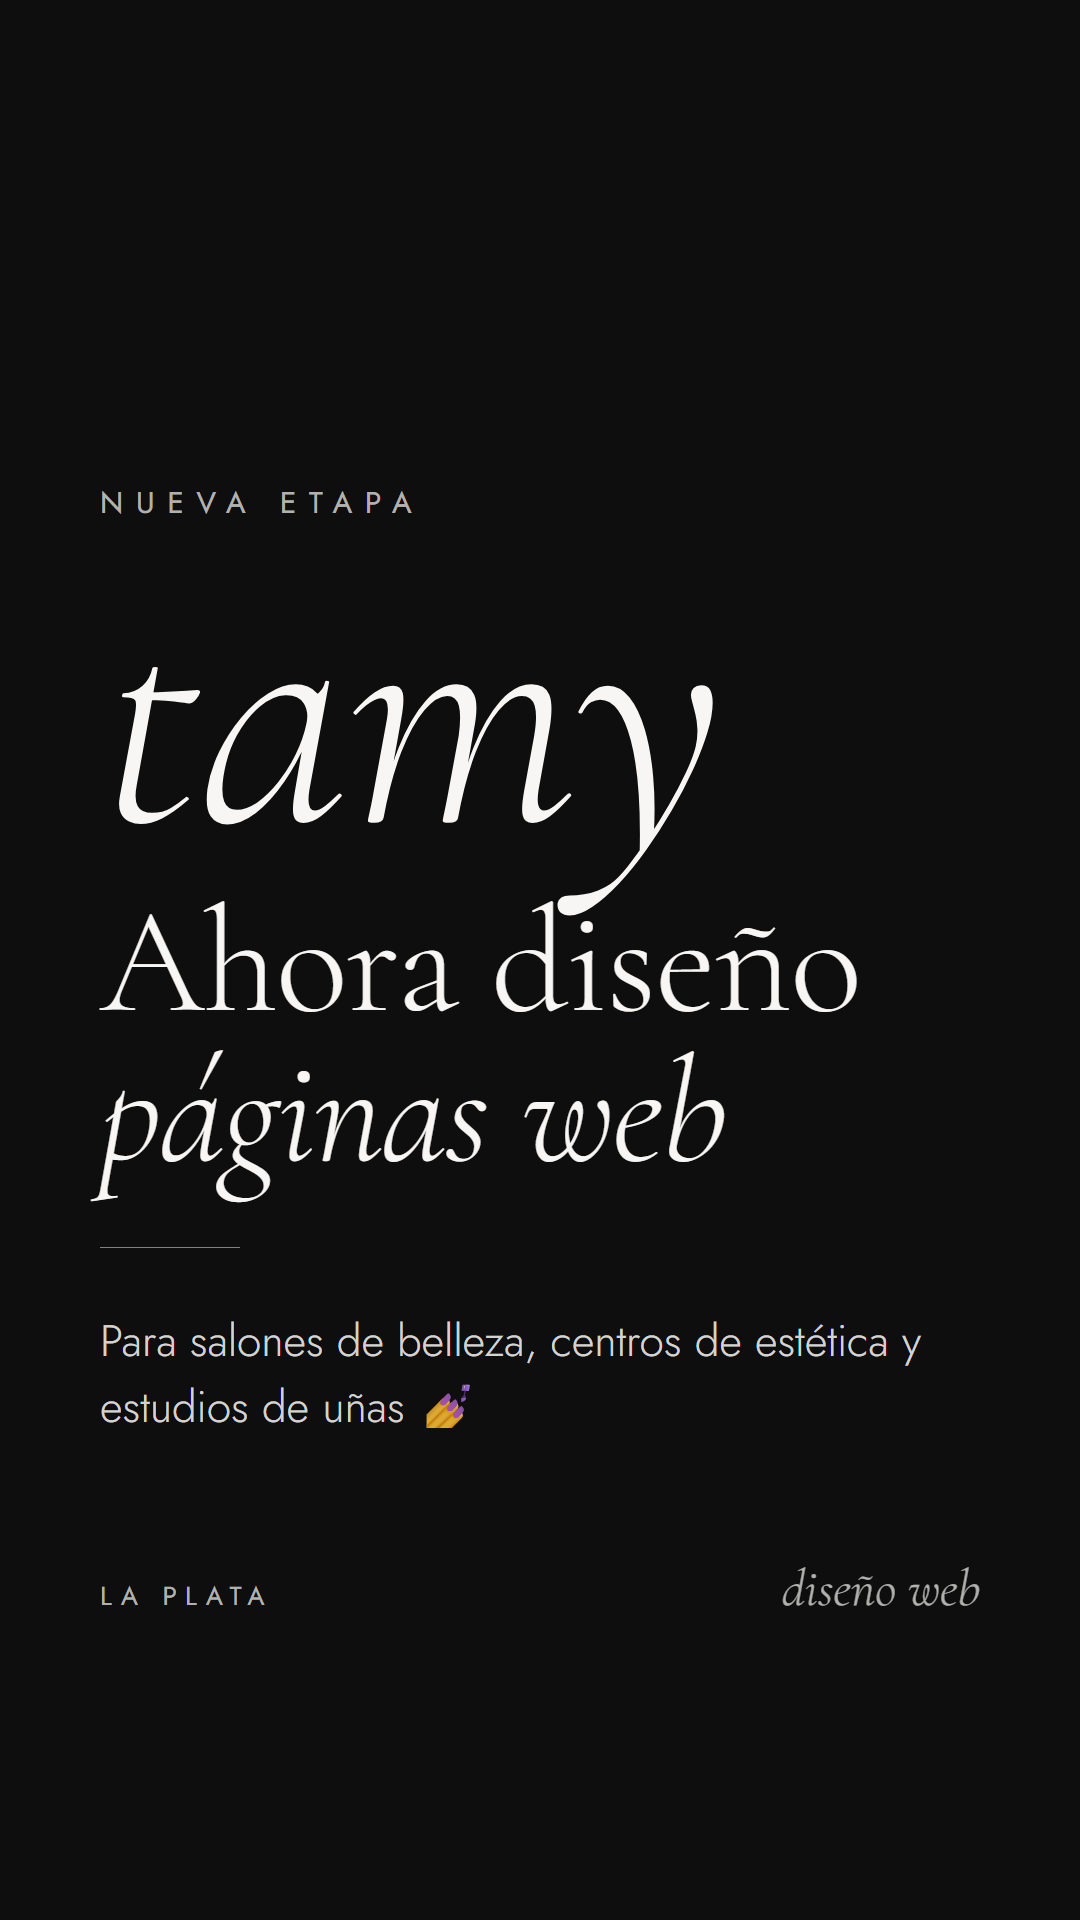 NUEVA ETAPA
tamy
Ahora diseño
páginas web
Para salones de belleza, centros de estética y
estudios de uñas 💅
LA PLATA
diseño web